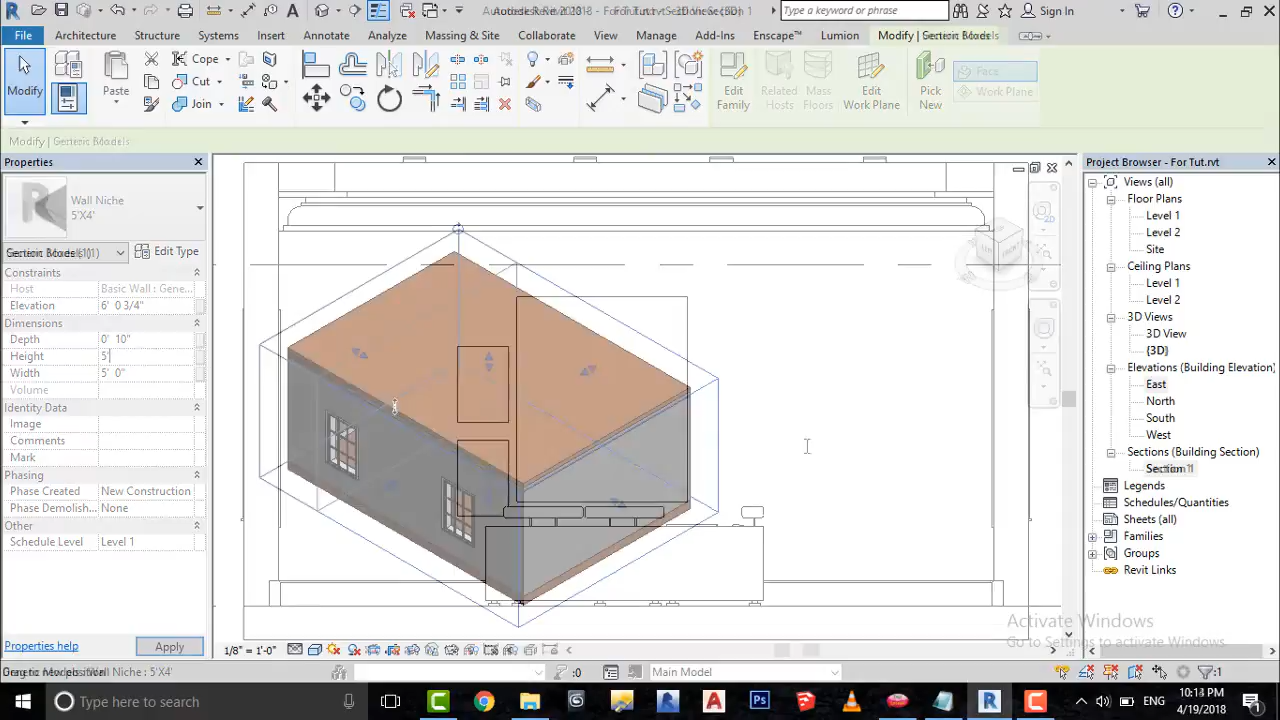 Type a keyword or phrase
Sign In
File Architecture Structure Systems Insert Annotate Analyze Massing & Site Collaborate View Manage Add-Ins Enscape™ Lumion Modify |
Modify
Paste
Cope
Cut
Join
Edit Family
Related Hosts
Mass Floors
Edit Work Plane
Pick New
Face
Work Plane
Modify | Generic Models
Properties
Project Browser - For Tut.rvt
Wall Niche
5'X4'
Edit Type
Constraints
Host Basic Wall : Gene...
Elevation 6' 0 3/4"
Dimensions
Depth 0' 10"
Height 5'
Width 5' 0"
Volume
Identity Data
Image
Comments
Mark
Phasing
Phase Created New Construction
Phase Demolish... None
Other
Schedule Level Level 1
Properties help
Apply
Views (all)
Floor Plans
Level 1
Level 2
Site
Ceiling Plans
Level 1
Level 2
3D Views
3D View
{3D}
Elevations (Building Elevation)
East
North
South
West
Sections (Building Section)
Section 1
Legends
Schedules/Quantities
Sheets (all)
Families
Groups
Revit Links
LEFT
FRONT
2D
Activate Windows
Go to Settings to activate Windows.
1/8" = 1'-0"
:0
Main Model
:1
Type here to search
ENG
4/19/2018